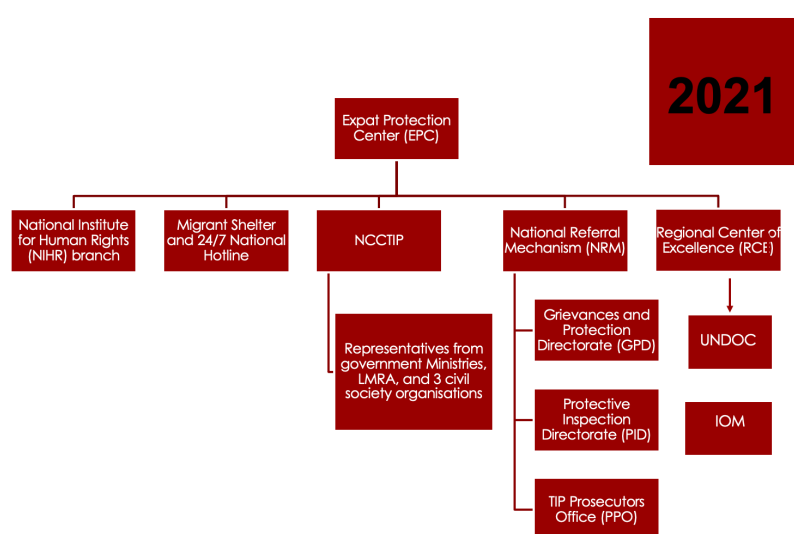 2021
Expat Protection
Center (EPC)
National Institute
for Human Rights
(NIHR) branch
Migrant Shelter
and 24/7 National
Hotline
NCCTIP
National Referral
Mechanism (NRM)
Regional Center of
Excellence (RCE)
Representatives from
government Ministries,
LMRA, and 3 civil
society organisations
Grievances and
Protection
Directorate (GPD)
Protective
Inspection
Directorate (PID)
TIP Prosecutors
Office (PPO)
UNDOC
IOM